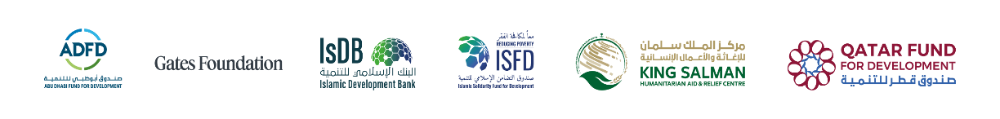 ADFD
صندوق أبوظبي للتنمية
ABU DHABI FUND FOR DEVELOPMENT
Gates Foundation
IsDB
البنك الإسلامي للتنمية
Islamic Development Bank
معاً لمكافحة الفقر
REDUCING POVERTY
ISFD
صندوق التضامن الإسلامي للتنمية
Islamic Solidarity Fund for Development
مركز الملك سلمان
للإغاثة والأعمال الإنسانية
KING SALMAN
HUMANITARIAN AID & RELIEF CENTRE
QATAR FUND
FOR DEVELOPMENT
صندوق قطر للتنمية